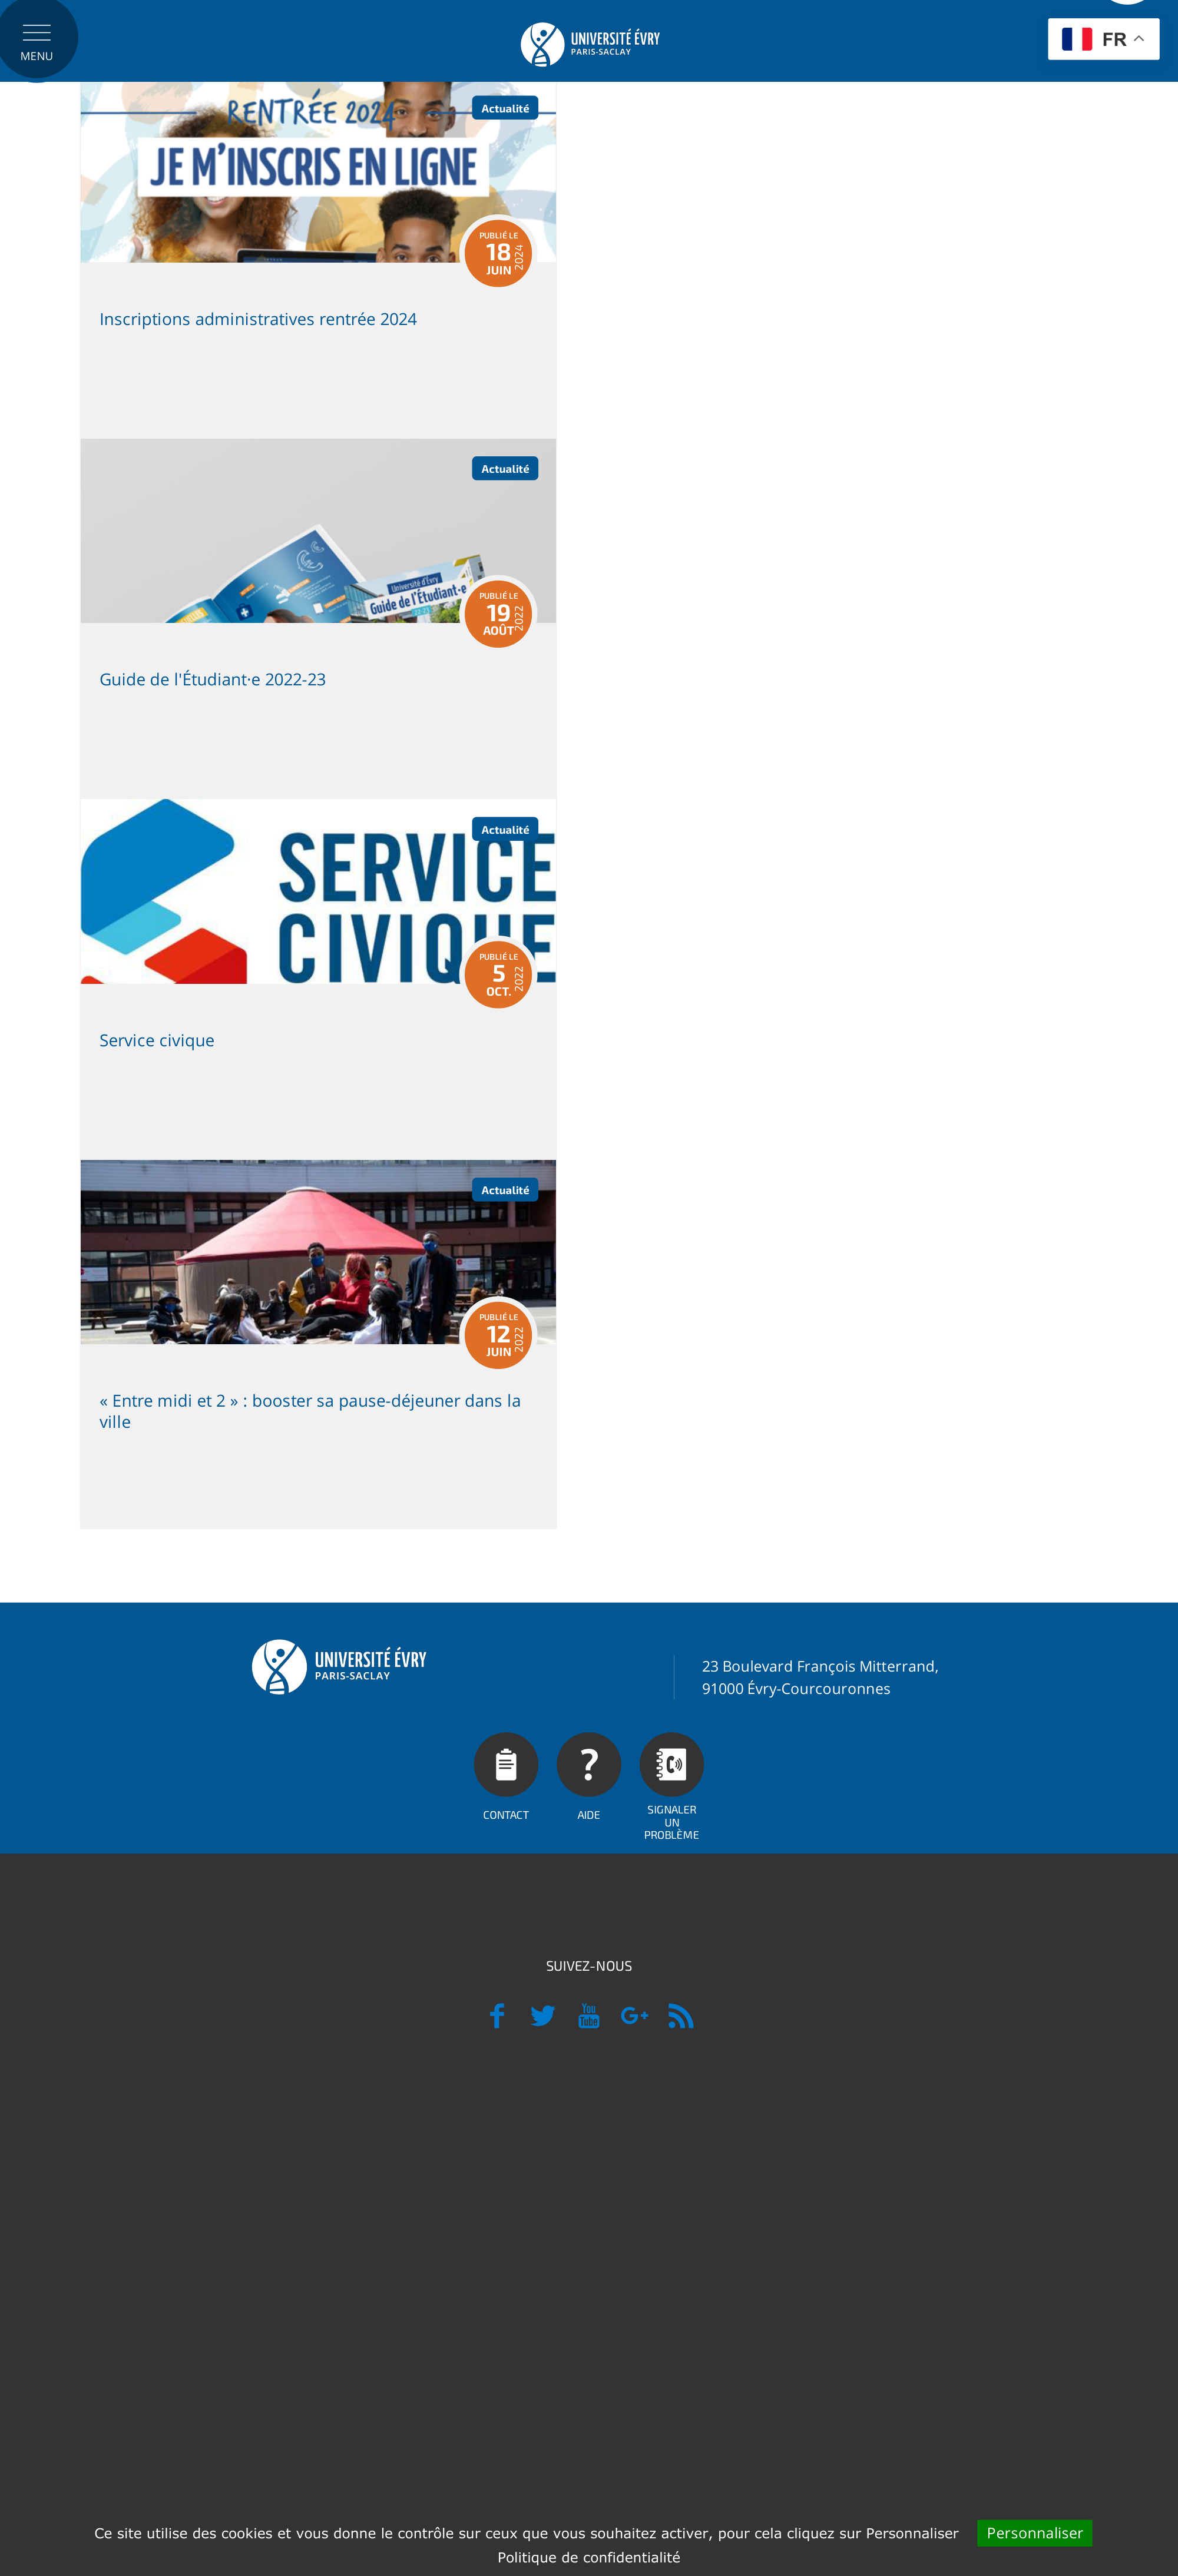 MENU
UNIVERSITÉ ÉVRY
PARIS-SACLAY
FR
RENTRÉE 2024
Actualité
JE M'INSCRIS EN LIGNE
PUBLIÉ LE
18
JUIN
2024
Inscriptions administratives rentrée 2024
Actualité
Université d'Évry
Guide de l'Étudiant·e
PUBLIÉ LE
19
AOÛT
2022
Guide de l'Étudiant·e 2022-23
Actualité
SERVICE
CIVIQUE
PUBLIÉ LE
5
OCT.
2022
Service civique
Actualité
PUBLIÉ LE
12
JUIN
2022
« Entre midi et 2 » : booster sa pause-déjeuner dans la
ville
UNIVERSITÉ ÉVRY
PARIS-SACLAY
23 Boulevard François Mitterrand,
91000 Évry-Courcouronnes
CONTACT
AIDE
SIGNALER
UN
PROBLÈME
SUIVEZ-NOUS
You
Tube
G+
Ce site utilise des cookies et vous donne le contrôle sur ceux que vous souhaitez activer, pour cela cliquez sur Personnaliser
Personnaliser
Politique de confidentialité